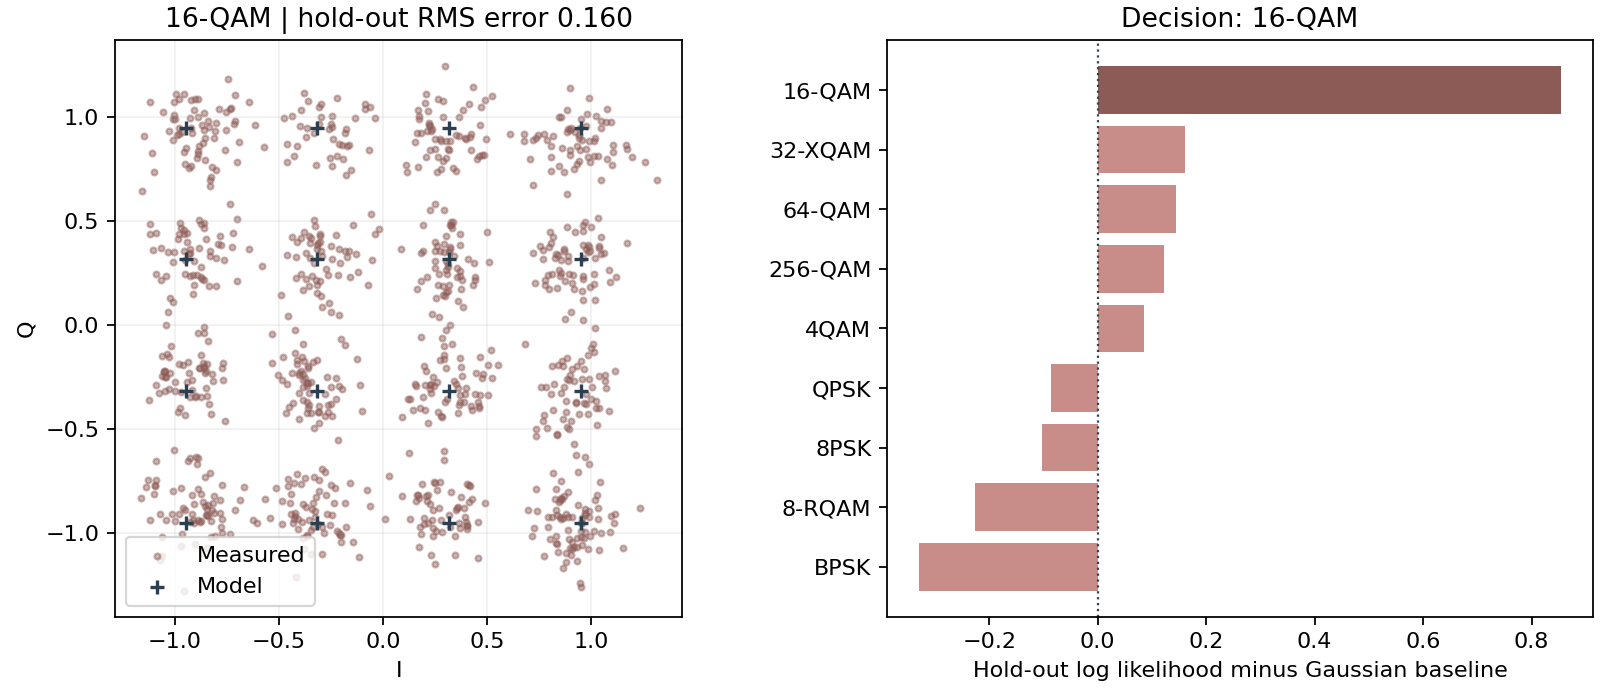 16-QAM | hold-out RMS error 0.160
1.0
0.5
0.0
−0.5
−1.0
Q
Measured
Model
−1.0
−0.5
0.0
0.5
1.0
I
Decision: 16-QAM
16-QAM
32-XQAM
64-QAM
256-QAM
4QAM
QPSK
8PSK
8-RQAM
BPSK
−0.2
0.0
0.2
0.4
0.6
0.8
Hold-out log likelihood minus Gaussian baseline